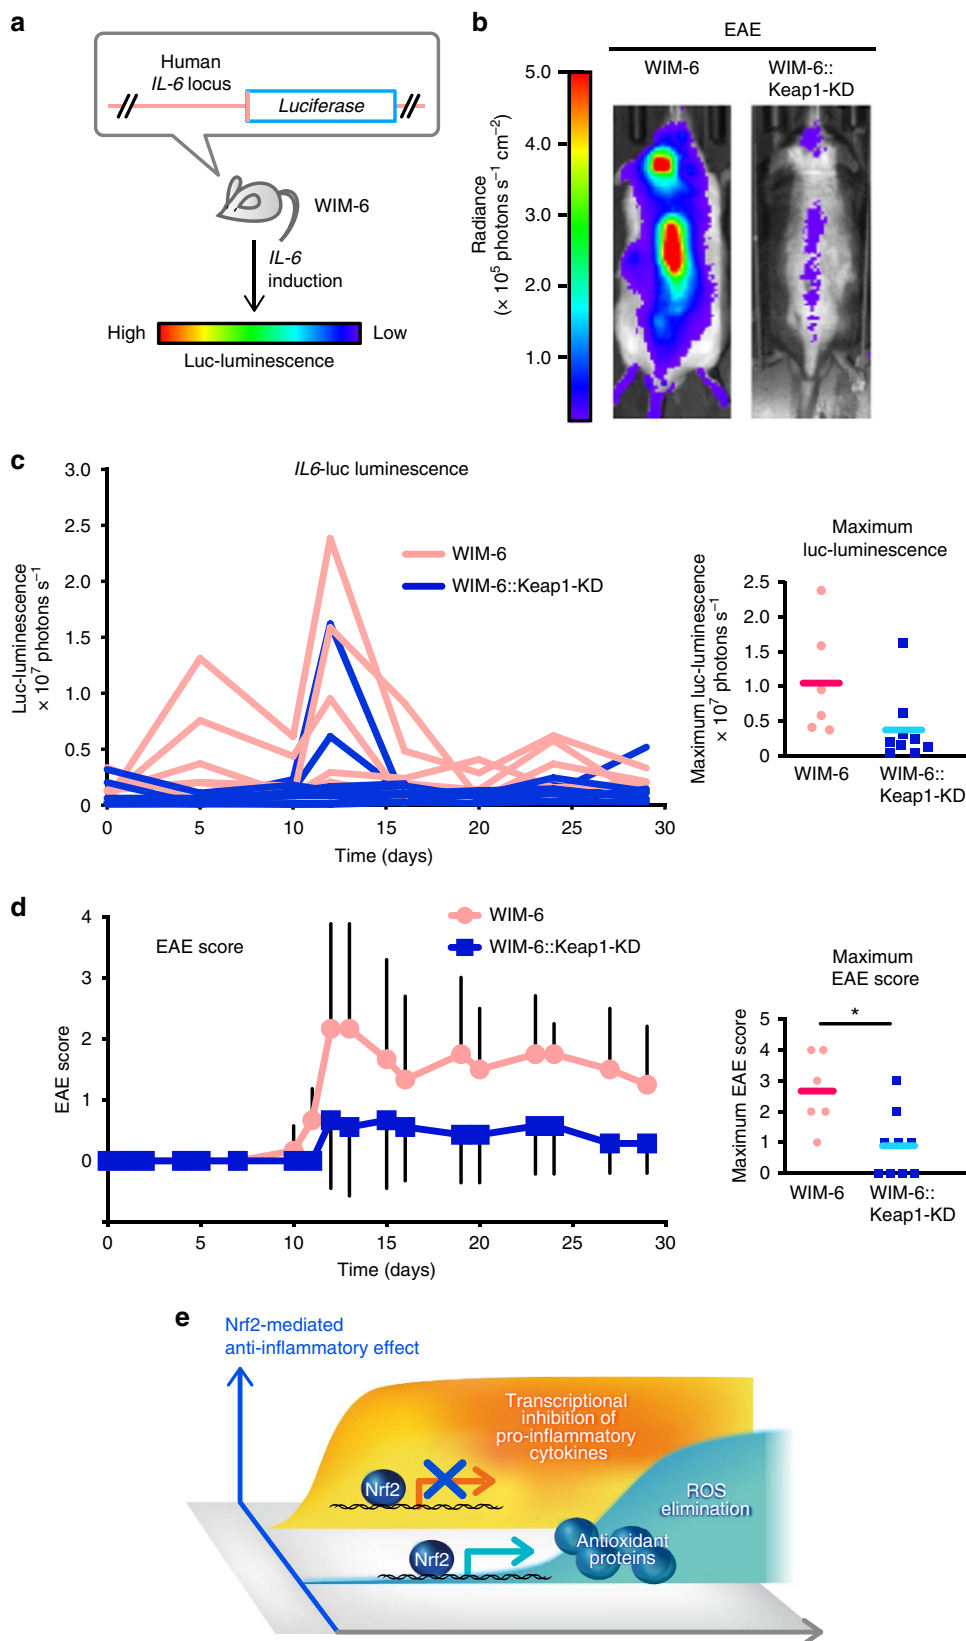 a
Human
IL-6 locus
Luciferase
WIM-6
IL-6
induction
High
Low
Luc-luminescence
b
EAE
WIM-6
WIM-6::
Keap1-KD
Radiance
(× 10⁵ photons s⁻¹ cm⁻²)
5.0
4.0
3.0
2.0
1.0
c
IL6-luc luminescence
Luc-luminescence
× 10⁷ photons s⁻¹
3.0
2.5
2.0
1.5
1.0
0.5
0
WIM-6
WIM-6::Keap1-KD
0 5 10 15 20 25 30
Time (days)
Maximum
luc-luminescence
Maximum luc-luminescence
× 10⁷ photons s⁻¹
2.5
2.0
1.5
1.0
0.5
0
WIM-6
WIM-6::
Keap1-KD
d
EAE score
EAE score
4
3
2
1
0
WIM-6
WIM-6::Keap1-KD
0 5 10 15 20 25 30
Time (days)
Maximum
EAE score
Maximum EAE score
5
4
3
2
1
0
*
WIM-6
WIM-6::
Keap1-KD
e
Nrf2-mediated
anti-inflammatory effect
Transcriptional
inhibition of
pro-inflammatory
cytokines
Nrf2
ROS
elimination
Nrf2
Antioxidant
proteins